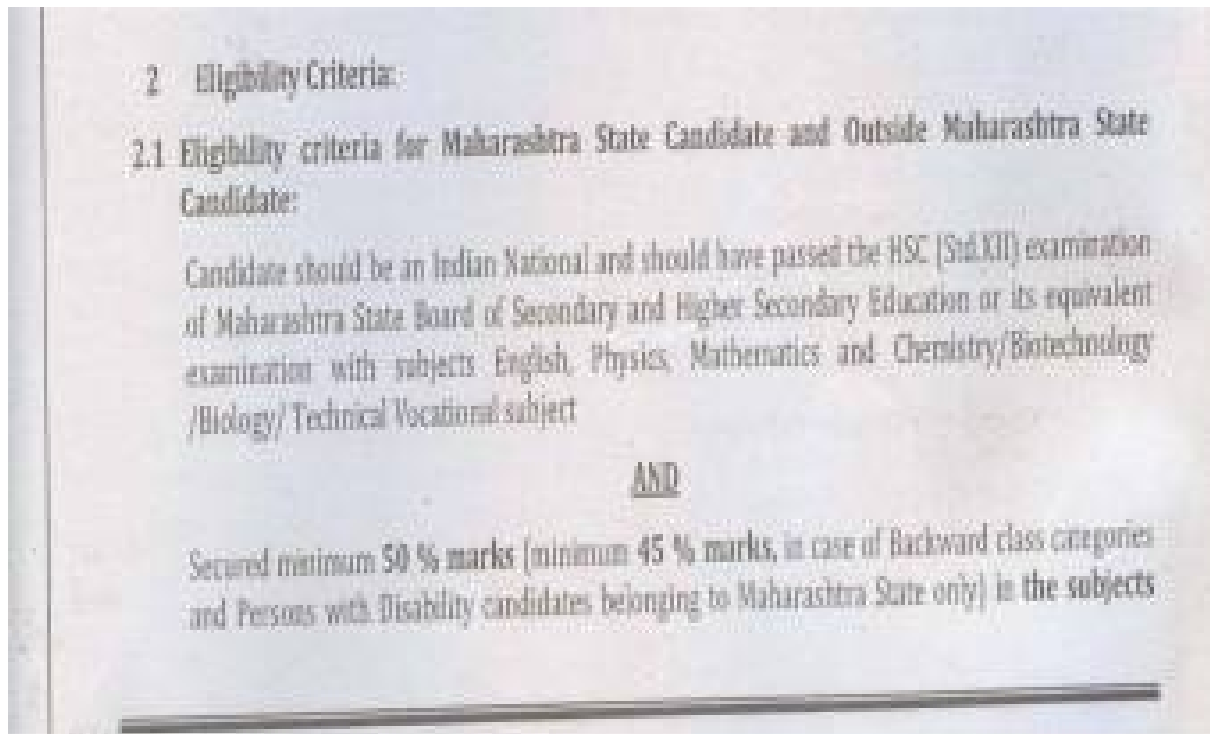 2 Eligibility Criteria:
2.1 Eligibility criteria for Maharashtra State Candidate and Outside Maharashtra State
Candidate:
Candidate should be an Indian National and should have passed the HSC (Std.XII) examination
of Maharashtra State Board of Secondary and Higher Secondary Education or its equivalent
examination with subjects English, Physics, Mathematics and Chemistry/Biotechnology
/Biology/ Technical Vocational subject
AND
Secured minimum 50 % marks (minimum 45 % marks, in case of Backward class categories
and Persons with Disability candidates belonging to Maharashtra State only) in the subjects